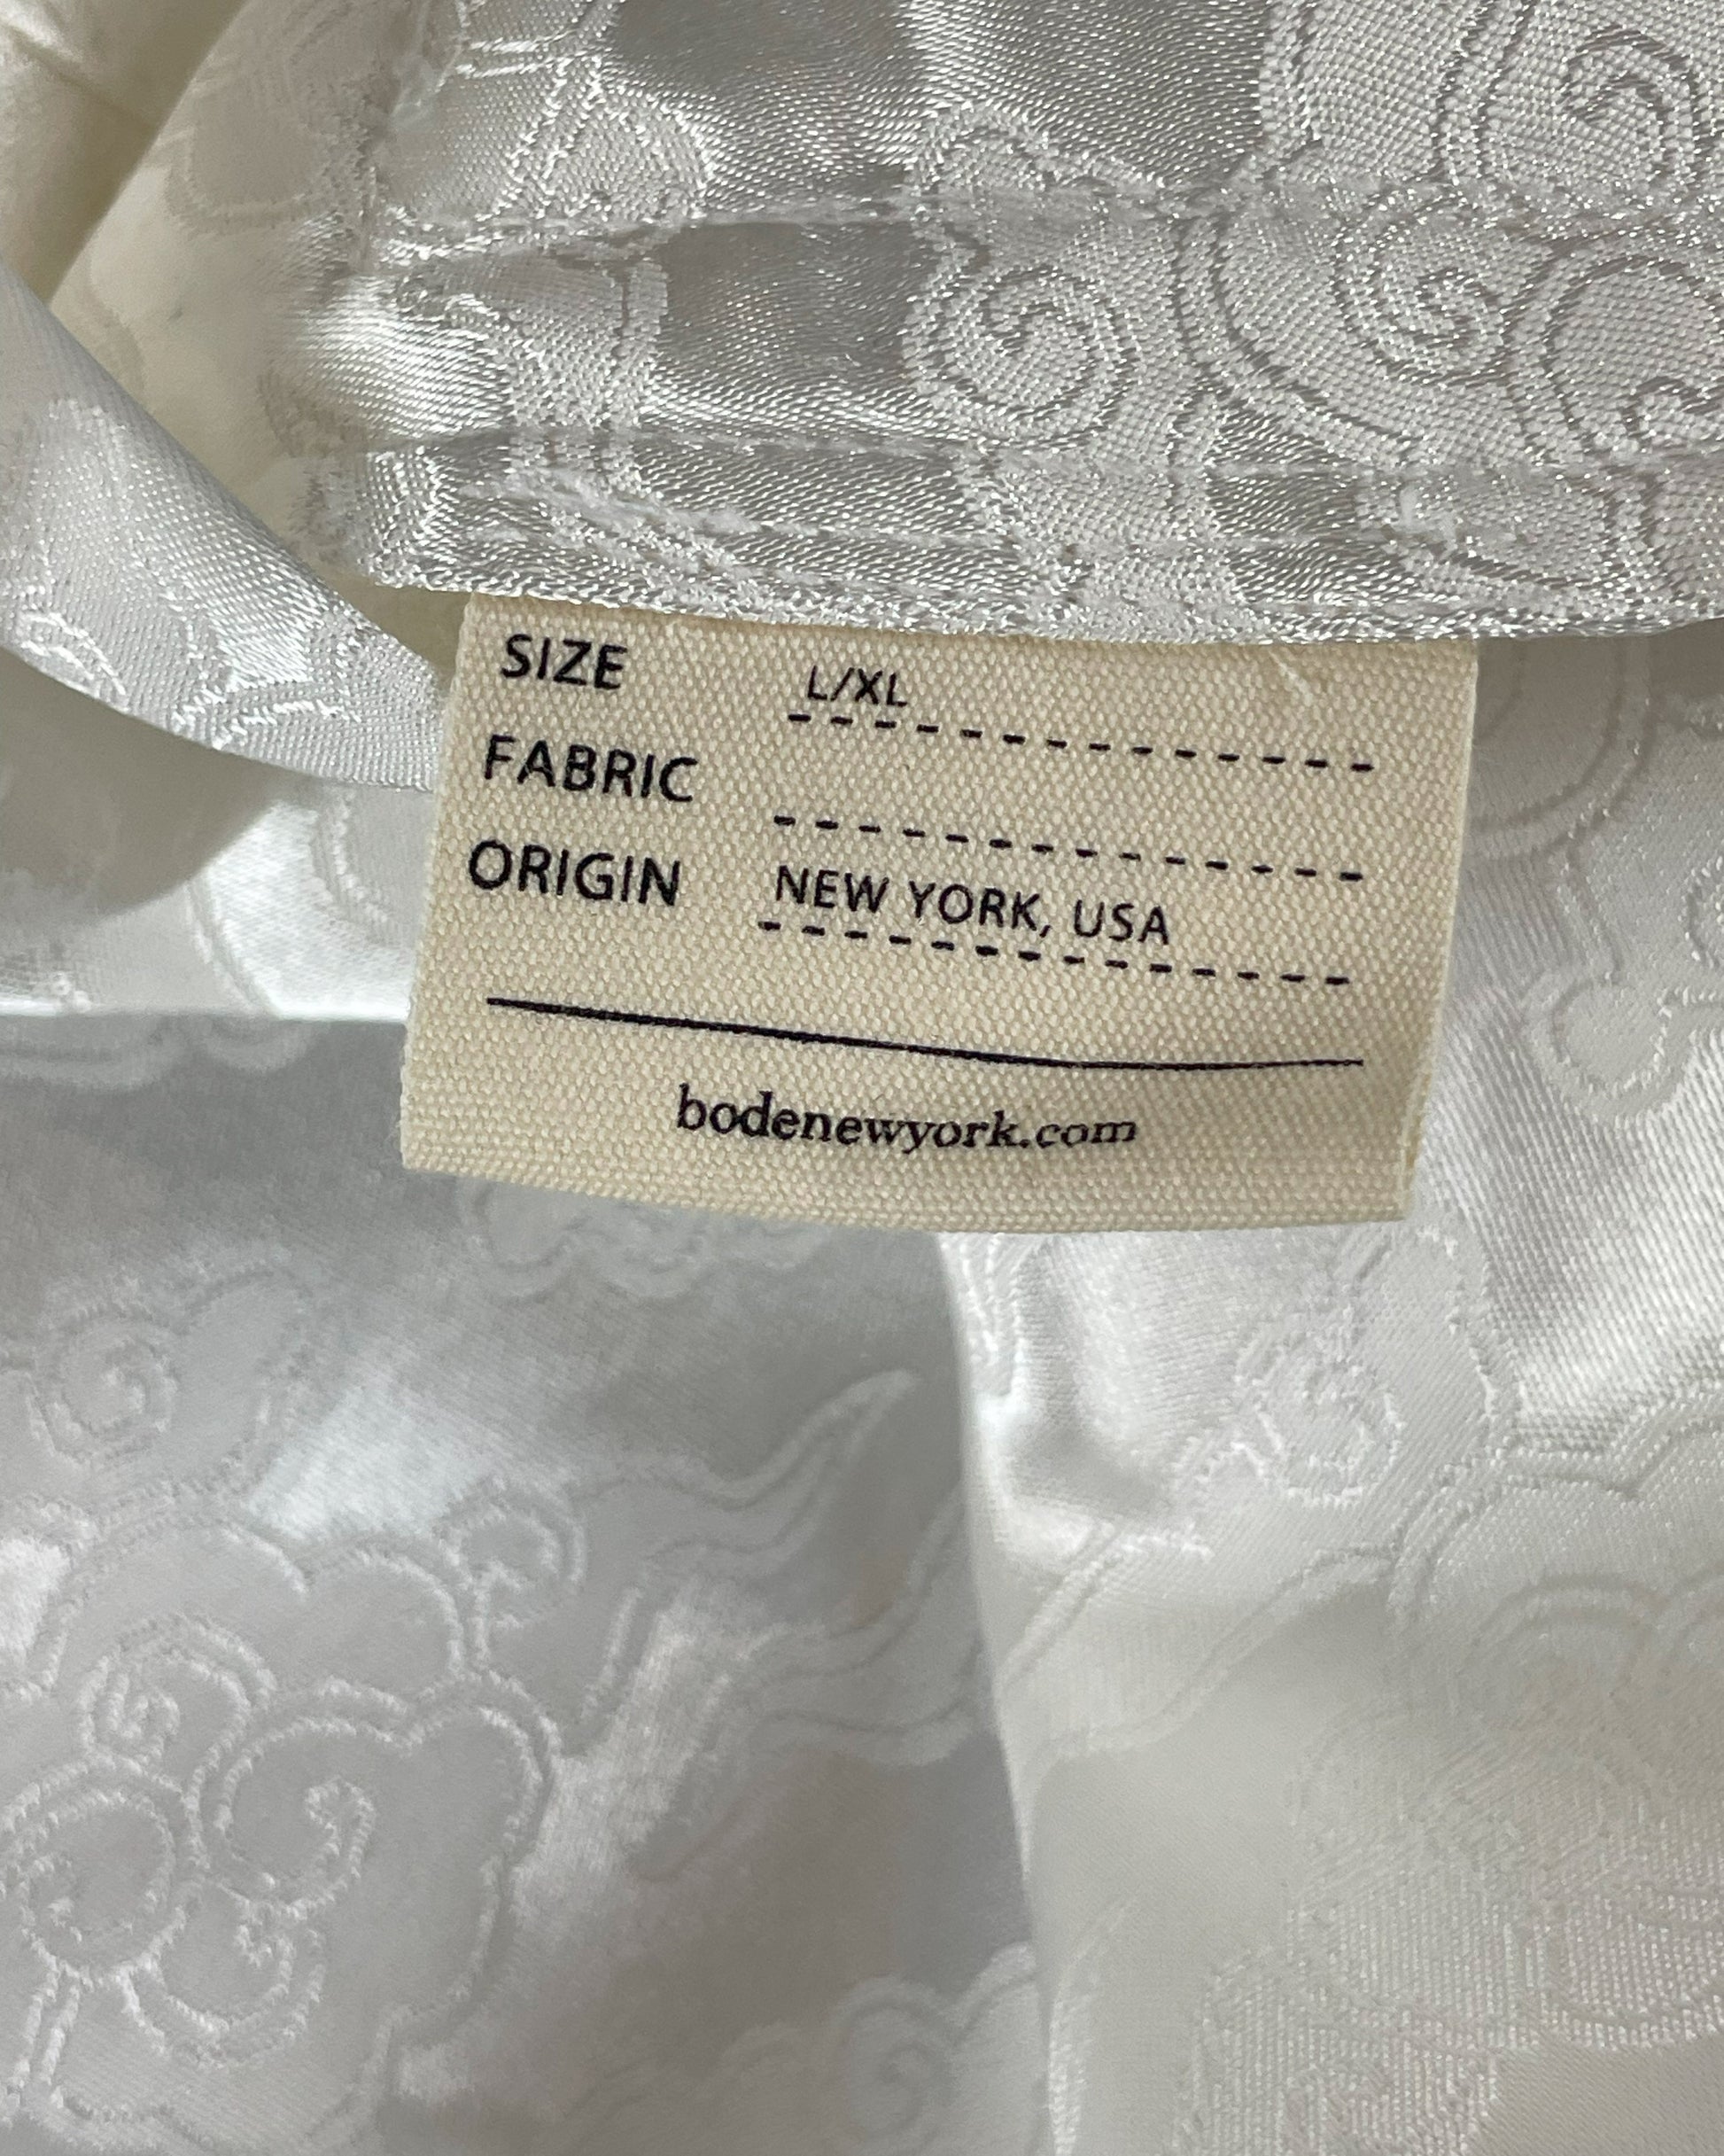 SIZE L/XL
FABRIC
ORIGIN NEW YORK, USA
bodenewyork.com